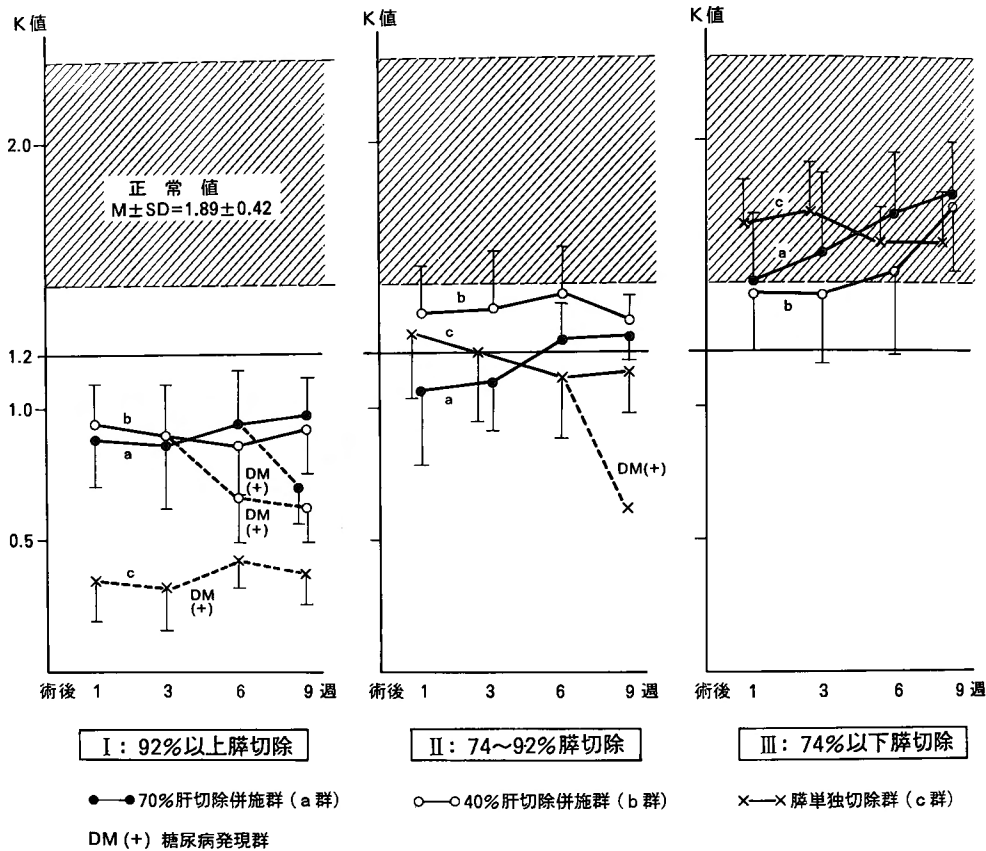 K値
2.0
正常値
M±SD=1.89±0.42
1.2
1.0
b
a
DM
(+)
DM
(+)
0.5
c
DM
(+)
術後 1 3 6 9週
I：92%以上膵切除
K値
b
c
a
DM(+)
術後 1 3 6 9週
II：74～92%膵切除
K値
c
a
b
術後 1 3 6 9週
III：74%以下膵切除
●—● 70%肝切除併施群（a群）
○—○ 40%肝切除併施群（b群）
×—× 膵単独切除群（c群）
DM (+) 糖尿病発現群